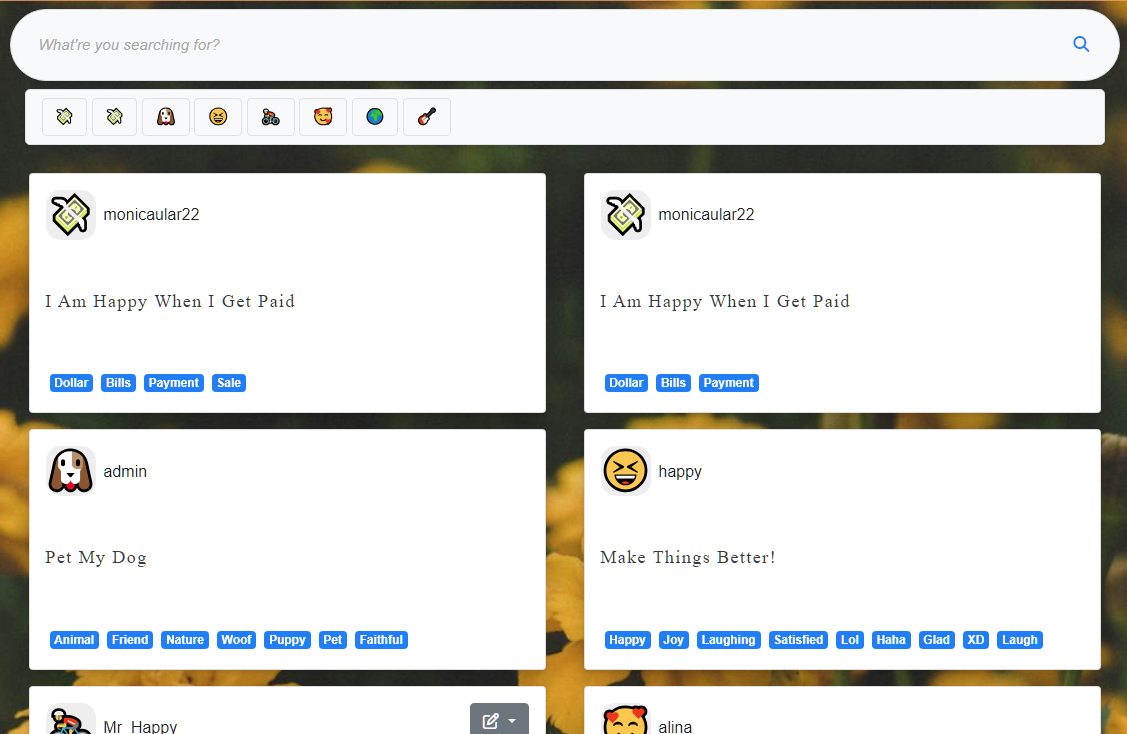 What're you searching for?
monicaular22
monicaular22
I Am Happy When I Get Paid
I Am Happy When I Get Paid
Dollar Bills Payment Sale
Dollar Bills Payment
admin
happy
Pet My Dog
Make Things Better!
Animal Friend Nature Woof Puppy Pet Faithful
Happy Joy Laughing Satisfied Lol Haha Glad XD Laugh
Mr_Happy
alina